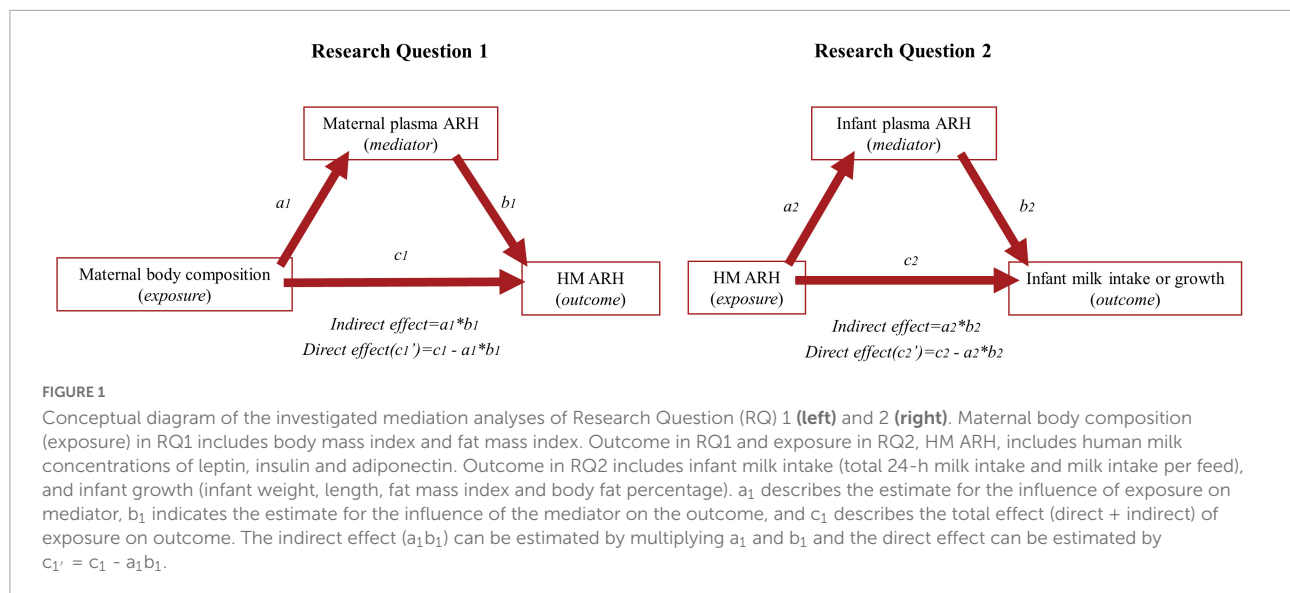 Research Question 1
Maternal plasma ARH
(mediator)
a1
b1
c1
Maternal body composition
(exposure)
HM ARH
(outcome)
Indirect effect=a1*b1
Direct effect(c1’)=c1 - a1*b1
Research Question 2
Infant plasma ARH
(mediator)
a2
b2
c2
HM ARH
(exposure)
Infant milk intake or growth
(outcome)
Indirect effect=a2*b2
Direct effect(c2’)=c2 - a2*b2
FIGURE 1
Conceptual diagram of the investigated mediation analyses of Research Question (RQ) 1 (left) and 2 (right). Maternal body composition
(exposure) in RQ1 includes body mass index and fat mass index. Outcome in RQ1 and exposure in RQ2, HM ARH, includes human milk
concentrations of leptin, insulin and adiponectin. Outcome in RQ2 includes infant milk intake (total 24-h milk intake and milk intake per feed),
and infant growth (infant weight, length, fat mass index and body fat percentage). a1 describes the estimate for the influence of exposure on
mediator, b1 indicates the estimate for the influence of the mediator on the outcome, and c1 describes the total effect (direct + indirect) of
exposure on outcome. The indirect effect (a1b1) can be estimated by multiplying a1 and b1 and the direct effect can be estimated by
c1′ = c1 - a1b1.